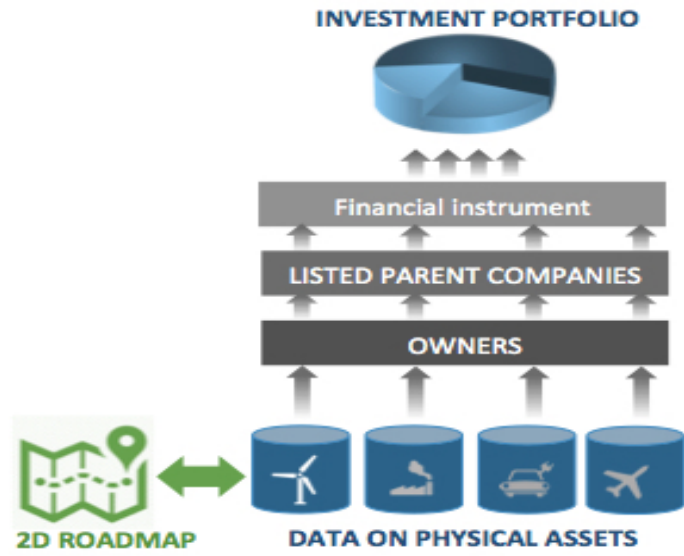 INVESTMENT PORTFOLIO
Financial instrument
LISTED PARENT COMPANIES
OWNERS
2D ROADMAP
DATA ON PHYSICAL ASSETS